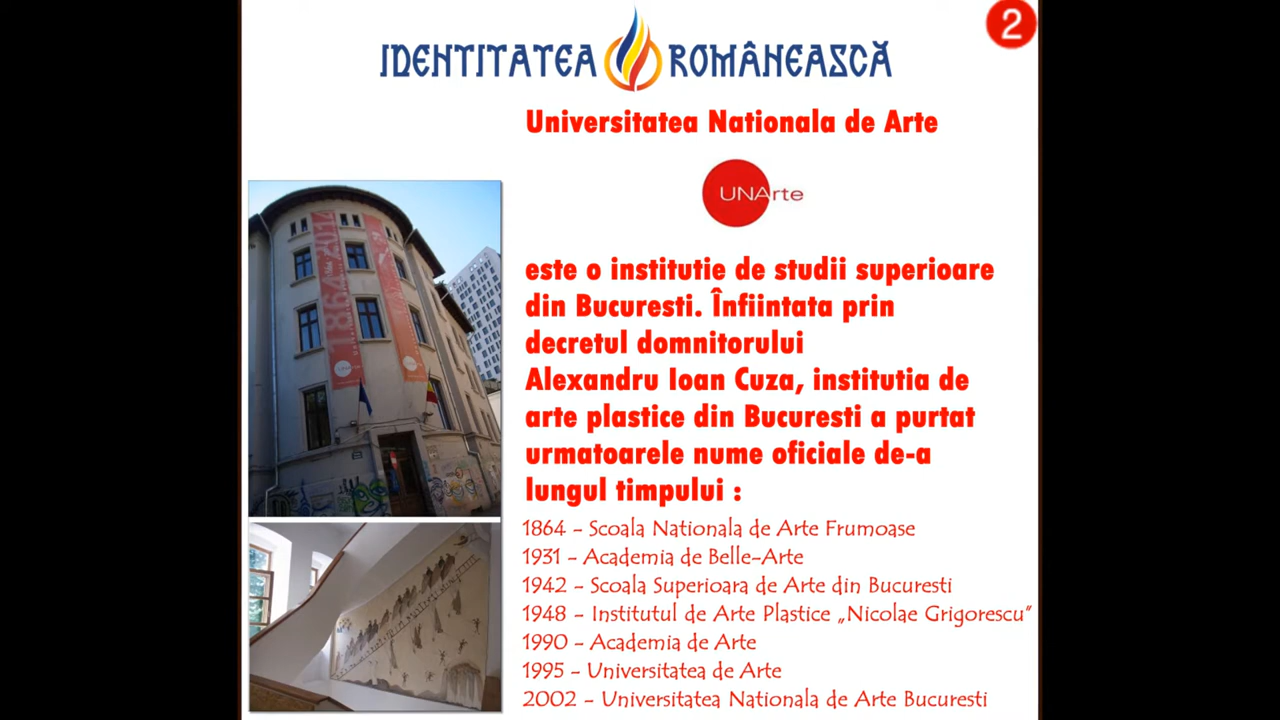 2
IDENTITATEA ROMÂNEASCĂ
Universitatea Nationala de Arte
UNArte
este o institutie de studii superioare
din Bucuresti. Înfiintata prin
decretul domnitorului
Alexandru Ioan Cuza, institutia de
arte plastice din Bucuresti a purtat
urmatoarele nume oficiale de-a
lungul timpului :
1864 - Scoala Nationala de Arte Frumoase
1931 - Academia de Belle-Arte
1942 - Scoala Superioara de Arte din Bucuresti
1948 - Institutul de Arte Plastice „Nicolae Grigorescu”
1990 - Academia de Arte
1995 - Universitatea de Arte
2002 - Universitatea Nationala de Arte Bucuresti
1864 2014